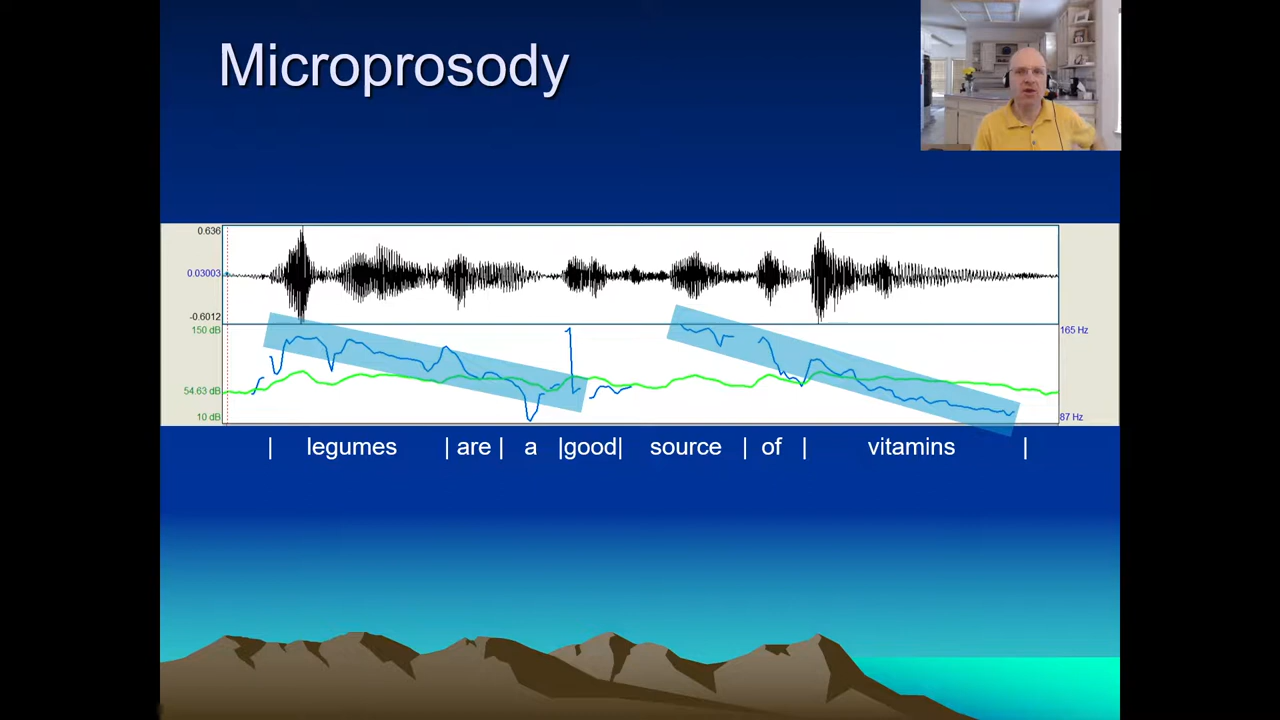 Microprosody
0.636
0.03003
-0.6012
150 dB
165 Hz
54.63 dB
10 dB
87 Hz
| legumes | are | a |good| source | of | vitamins |